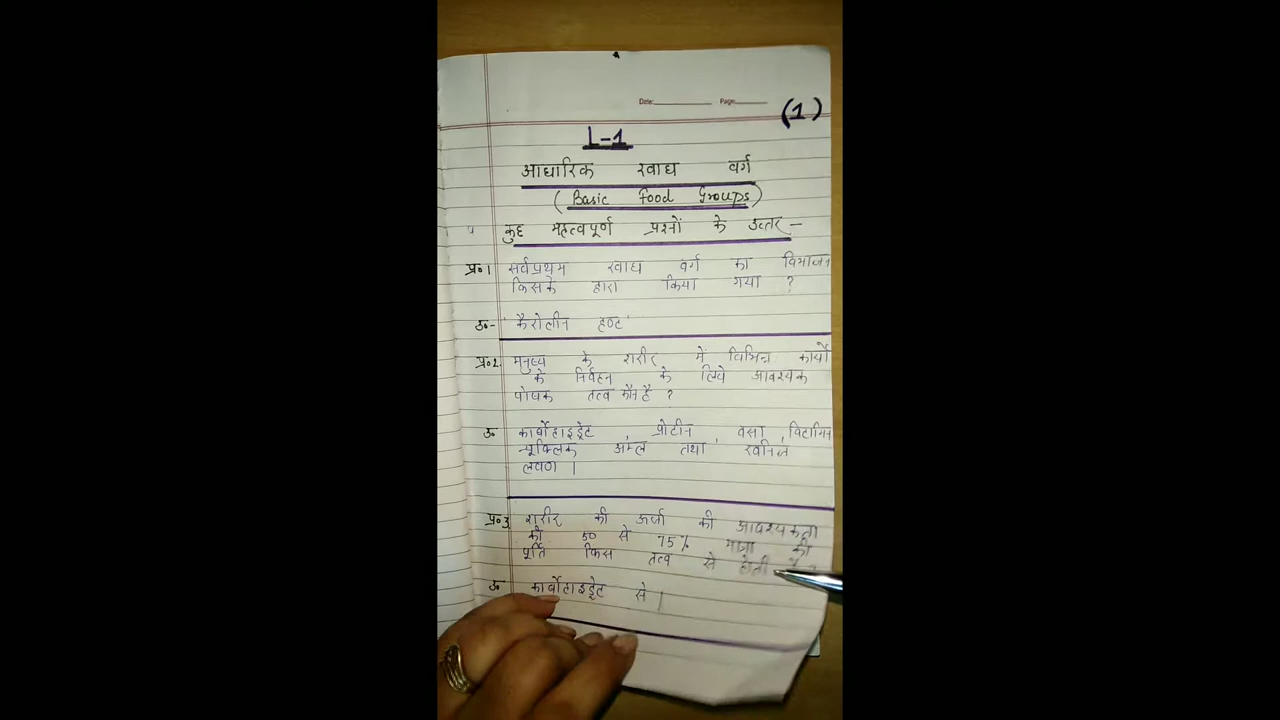 Date: Page:
(1)
L-1
आधारिक खाद्य वर्ग
(Basic Food Groups)
कुछ महत्वपूर्ण प्रश्नों के उत्तर -
प्र०1 सर्वप्रथम खाद्य वर्ग का विभाजन
किसके द्वारा किया गया ?
उ०- 'कैरोलीन हण्ट'
प्र०2. मनुष्य के शरीर में विभिन्न कार्यो
के निर्वहन के लिये आवश्यक
पोषक तत्व कौन है ?
उ० कार्बोहाइड्रेट, प्रोटीन, वसा, विटामिन
न्यूक्लिक अम्ल तथा खनिज
लवण |
प्र०3 शरीर की ऊर्जा की आवश्यकता
की 50 से 75% मात्रा की
पूर्ति किस तत्व से होती
उ० कार्बोहाइड्रेट से |